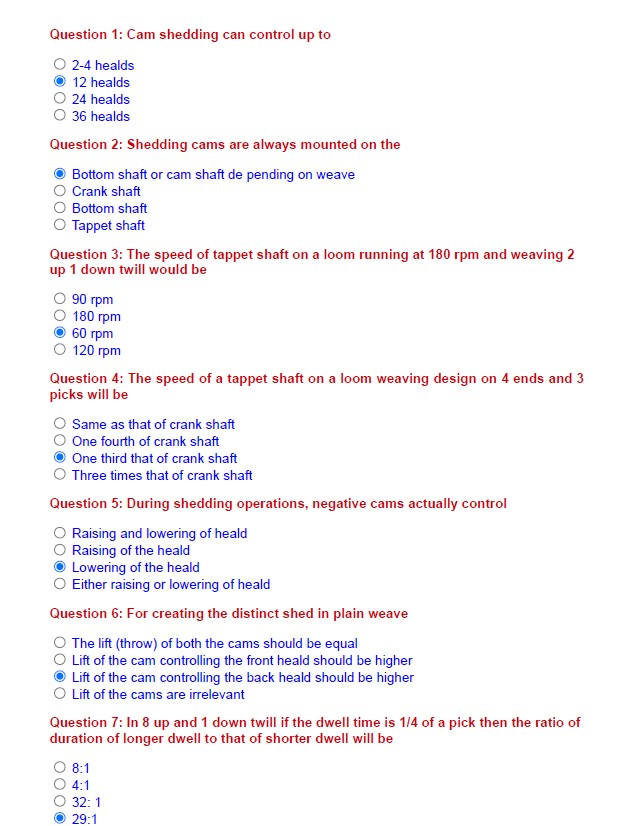 Question 1: Cam shedding can control up to
2-4 healds
12 healds
24 healds
36 healds
Question 2: Shedding cams are always mounted on the
Bottom shaft or cam shaft de pending on weave
Crank shaft
Bottom shaft
Tappet shaft
Question 3: The speed of tappet shaft on a loom running at 180 rpm and weaving 2
up 1 down twill would be
90 rpm
180 rpm
60 rpm
120 rpm
Question 4: The speed of a tappet shaft on a loom weaving design on 4 ends and 3
picks will be
Same as that of crank shaft
One fourth of crank shaft
One third that of crank shaft
Three times that of crank shaft
Question 5: During shedding operations, negative cams actually control
Raising and lowering of heald
Raising of the heald
Lowering of the heald
Either raising or lowering of heald
Question 6: For creating the distinct shed in plain weave
The lift (throw) of both the cams should be equal
Lift of the cam controlling the front heald should be higher
Lift of the cam controlling the back heald should be higher
Lift of the cams are irrelevant
Question 7: In 8 up and 1 down twill if the dwell time is 1/4 of a pick then the ratio of
duration of longer dwell to that of shorter dwell will be
8:1
4:1
32: 1
29:1